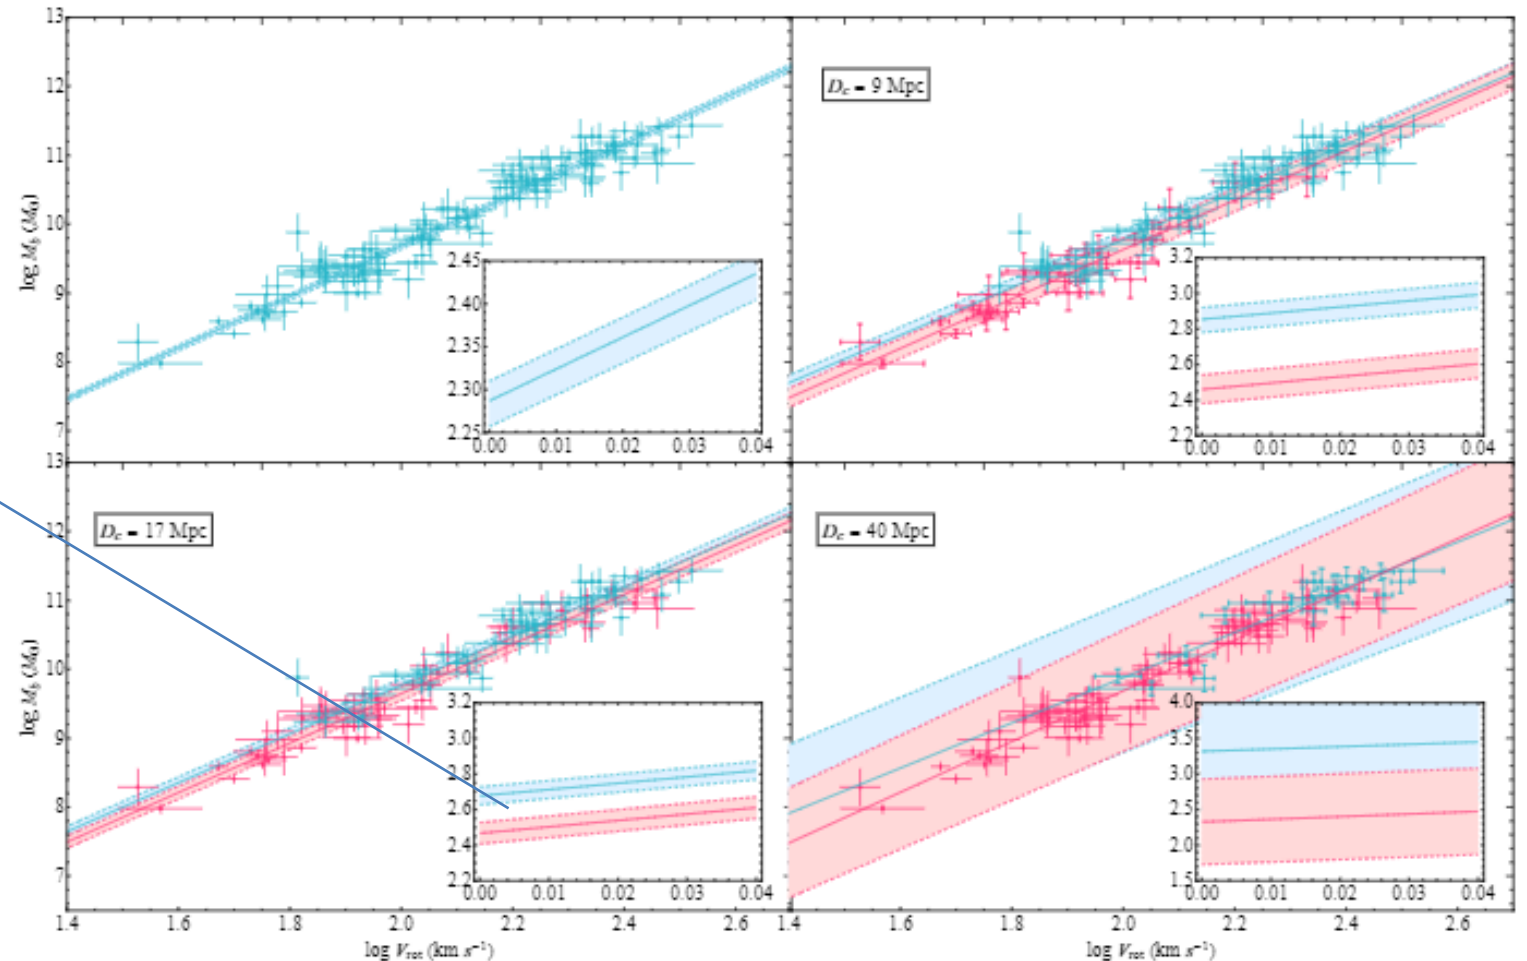 13
12
11
10
9
8
7
log M_b (M_⊙)
2.45
2.40
2.35
2.30
2.25
0.00 0.01 0.02 0.03 0.04
D_c = 9 Mpc
3.2
3.0
2.8
2.6
2.4
2.2
0.00 0.01 0.02 0.03 0.04
13
12
11
10
9
8
7
log M_b (M_⊙)
D_c = 17 Mpc
3.2
3.0
2.8
2.6
2.4
2.2
0.00 0.01 0.02 0.03 0.04
D_c = 40 Mpc
4.0
3.5
3.0
2.5
2.0
1.5
0.00 0.01 0.02 0.03 0.04
1.4 1.6 1.8 2.0 2.2 2.4 2.6
log V_rot (km s⁻¹)
1.4 1.6 1.8 2.0 2.2 2.4 2.6
log V_rot (km s⁻¹)